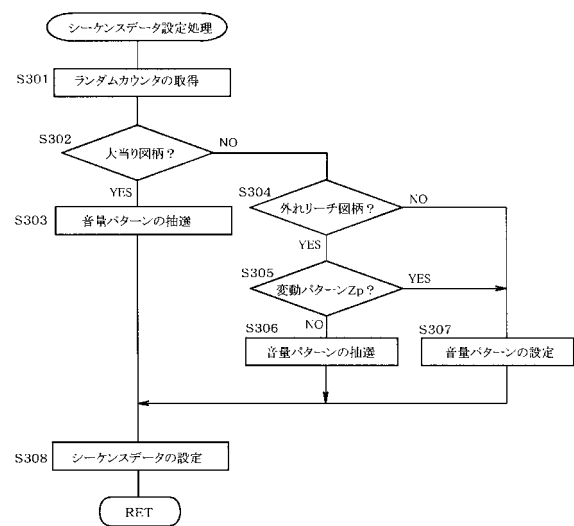 シーケンスデータ設定処理
S301
ランダムカウンタの取得
S302
大当り図柄？
NO
YES
S303
音量パターンの抽選
S304
外れリーチ図柄？
NO
YES
S305
変動パターンZp？
YES
NO
S306
音量パターンの抽選
S307
音量パターンの設定
S308
シーケンスデータの設定
RET